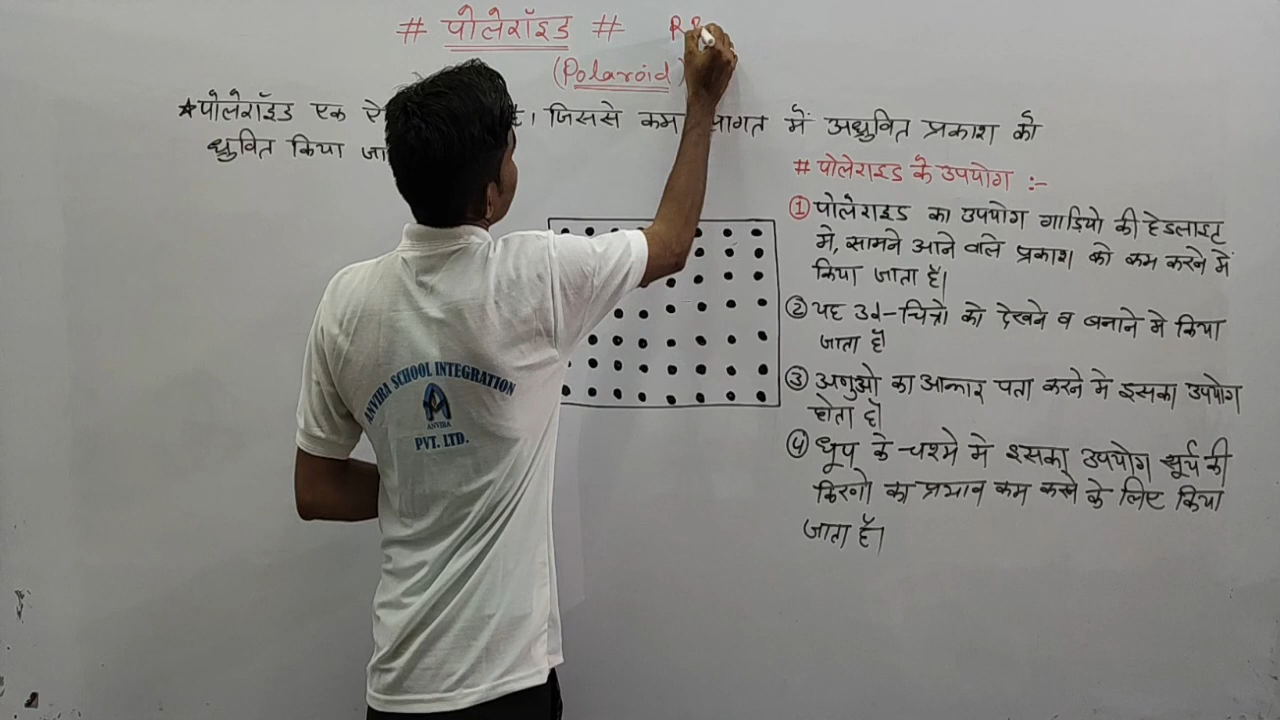 # पोलेरॉइड #
(Polaroid)
★पोलेरॉइड एक है। जिससे कम में अध्रुवित प्रकाश को
ध्रुवित किया
# पोलेराइड के उपयोग :-
① पोलेराइड का उपयोग गाडियो की हेडलाइट
मे, सामने आने वाले प्रकाश को कम करने में
किया जाता है।
② यह 3d-चित्रो को देखने व बनाने मे किया
जाता है
③ अणुओ का आकार पता करने मे इसका उपयोग
होता है
④ धूप के चश्मे मे इसका उपयोग सूर्य की
किरणो का प्रभाव कम करने के लिए किया
जाता है।
ANVIRA SCHOOL INTEGRATION
ANVIRA
PVT. LTD.